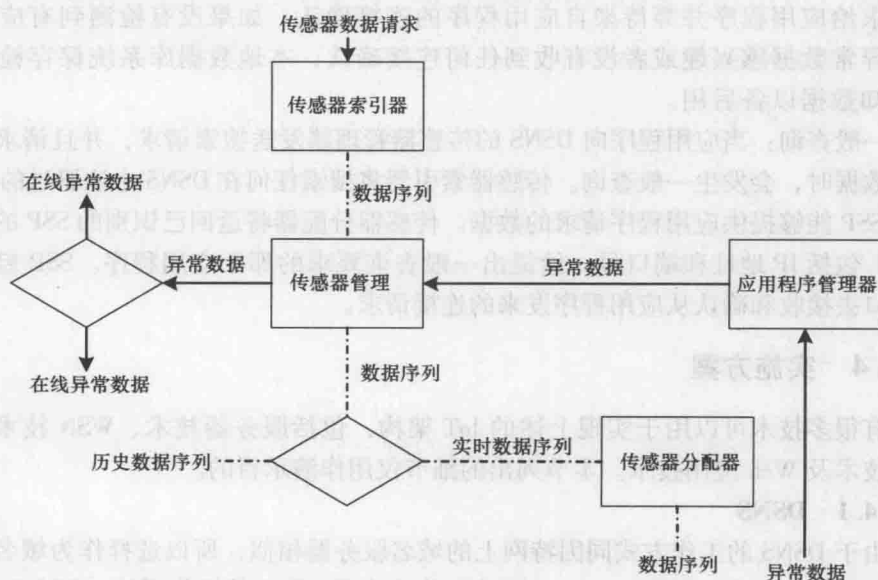 传感器数据请求
传感器索引器
数据序列
在线异常数据
异常数据
传感器管理
异常数据
应用程序管理器
在线异常数据
数据序列
历史数据序列
实时数据序列
传感器分配器
数据序列
异常数据